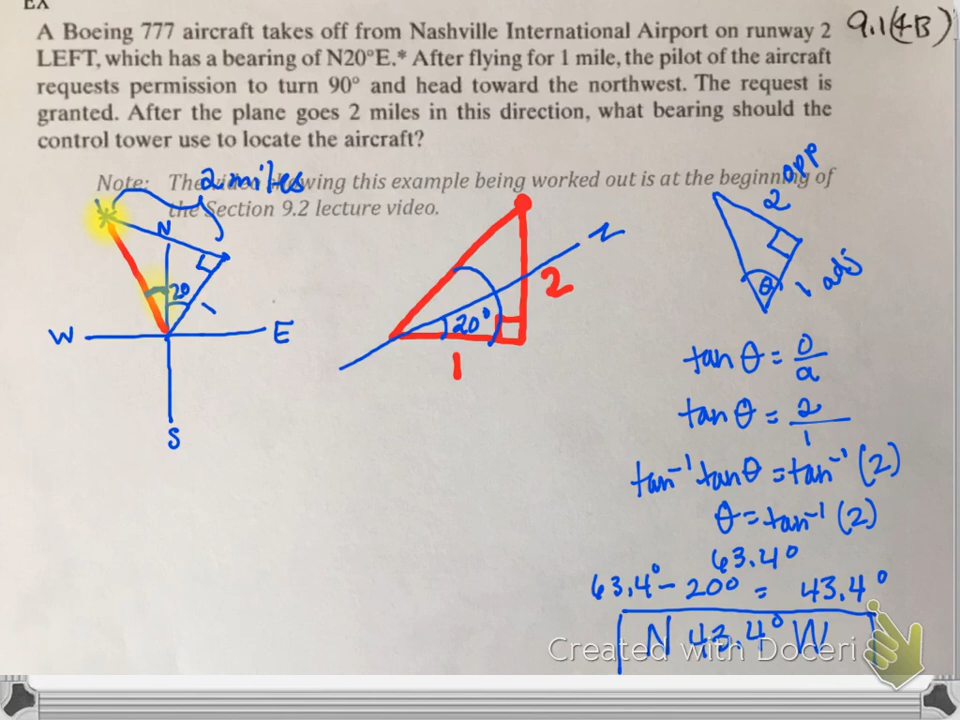 EX
A Boeing 777 aircraft takes off from Nashville International Airport on runway 2
LEFT, which has a bearing of N20°E.* After flying for 1 mile, the pilot of the aircraft
requests permission to turn 90° and head toward the northwest. The request is
granted. After the plane goes 2 miles in this direction, what bearing should the
control tower use to locate the aircraft?
9.1(4B)
Note: The video showing this example being worked out is at the beginning of
the Section 9.2 lecture video.
2 miles
N
20
1
W
E
S
N
2
20°
1
opp
2
θ
1 adj
tan θ = o/a
tan θ = 2/1
tan⁻¹ tan θ = tan⁻¹ (2)
θ = tan⁻¹ (2)
63.4°
63.4° - 20° = 43.4°
N 43.4° W
Created with Doceri